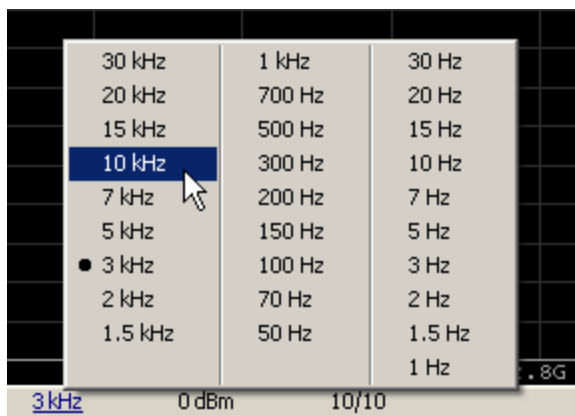 30 kHz
20 kHz
15 kHz
10 kHz
7 kHz
5 kHz
3 kHz
2 kHz
1.5 kHz
1 kHz
700 Hz
500 Hz
300 Hz
200 Hz
150 Hz
100 Hz
70 Hz
50 Hz
30 Hz
20 Hz
15 Hz
10 Hz
7 Hz
5 Hz
3 Hz
2 Hz
1.5 Hz
1 Hz
.8G
3 kHz 0 dBm 10/10